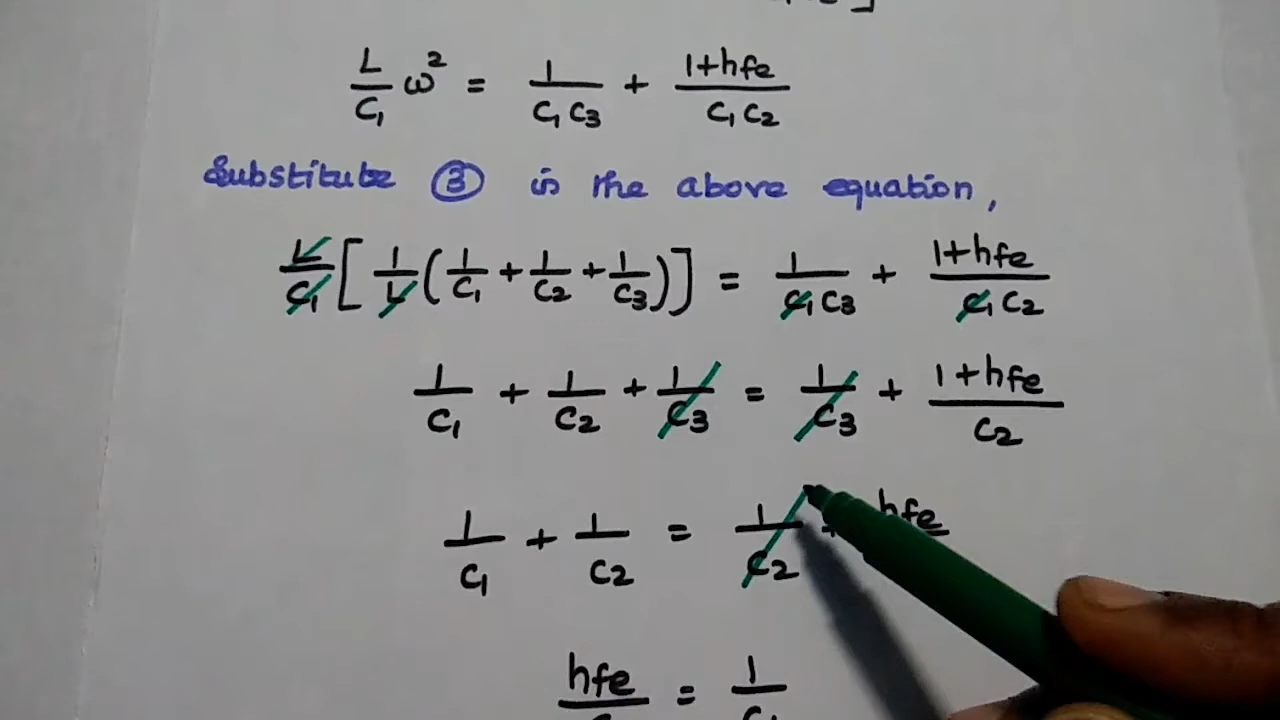 L/C1 ω² = 1/C1C3 + 1+hfe/C1C2
Substitute ③ in the above equation,
L/C1 [ 1/L ( 1/C1 + 1/C2 + 1/C3 ) ] = 1/C1C3 + 1+hfe/C1C2
1/C1 + 1/C2 + 1/C3 = 1/C3 + 1+hfe/C2
1/C1 + 1/C2 = 1/C2 + hfe
hfe = 1